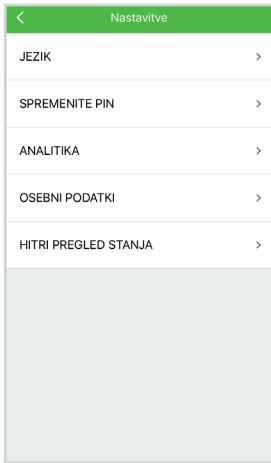 Nastavitve
JEZIK
SPREMENITE PIN
ANALITIKA
OSEBNI PODATKI
HITRI PREGLED STANJA